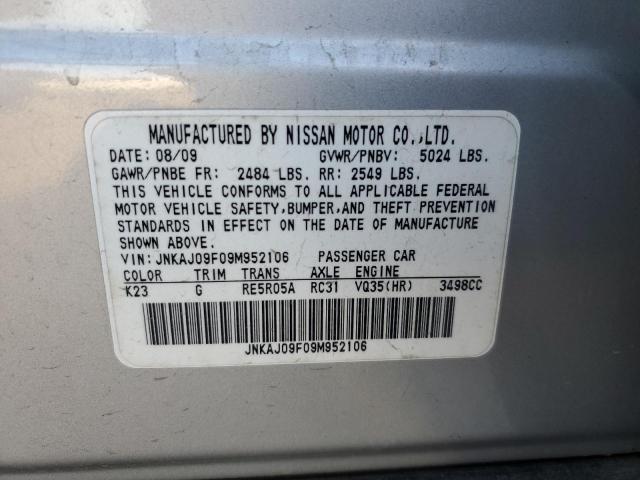 MANUFACTURED BY NISSAN MOTOR CO.,LTD.
DATE: 08/09 GVWR/PNBV: 5024 LBS.
GAWR/PNBE FR: 2484 LBS. RR: 2549 LBS.
THIS VEHICLE CONFORMS TO ALL APPLICABLE FEDERAL
MOTOR VEHICLE SAFETY,BUMPER,AND THEFT PREVENTION
STANDARDS IN EFFECT ON THE DATE OF MANUFACTURE
SHOWN ABOVE.
VIN: JNKAJ09F09M952106 PASSENGER CAR
COLOR TRIM TRANS AXLE ENGINE
K23 G RE5R05A RC31 VQ35(HR) 3498CC
JNKAJ09F09M952106